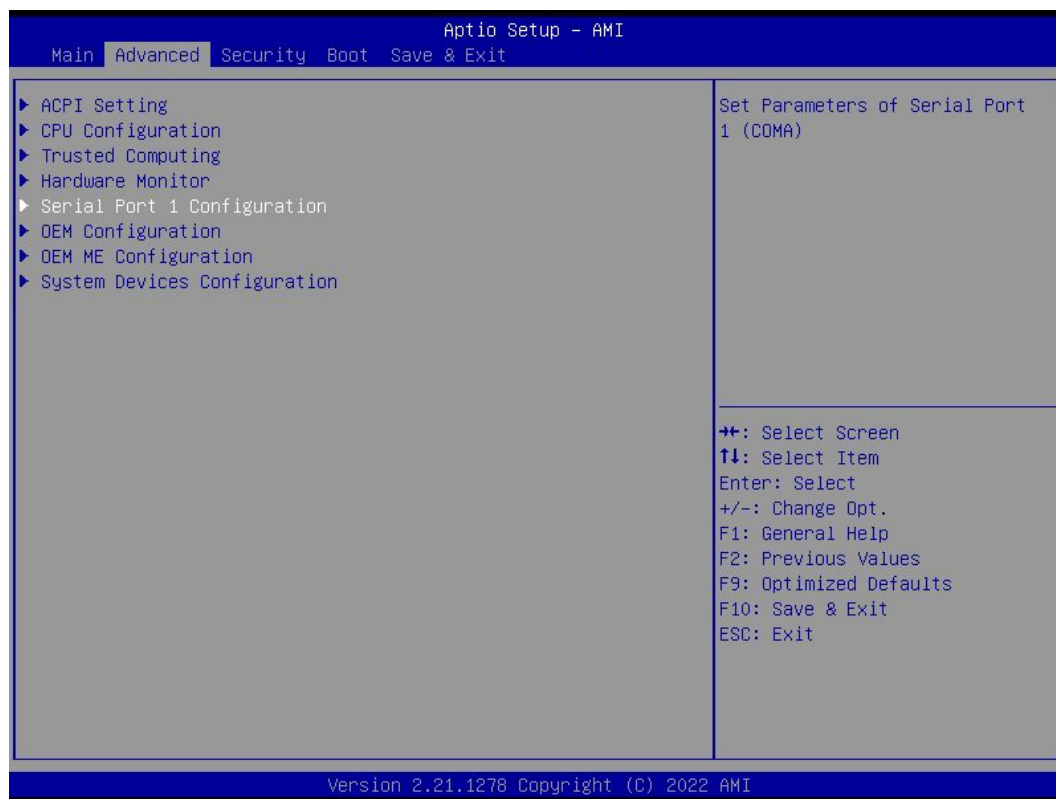 Aptio Setup – AMI
Main Advanced Security Boot Save & Exit
▶ ACPI Setting
▶ CPU Configuration
▶ Trusted Computing
▶ Hardware Monitor
▶ Serial Port 1 Configuration
▶ OEM Configuration
▶ OEM ME Configuration
▶ System Devices Configuration
Set Parameters of Serial Port
1 (COMA)
→←: Select Screen
↑↓: Select Item
Enter: Select
+/-: Change Opt.
F1: General Help
F2: Previous Values
F9: Optimized Defaults
F10: Save & Exit
ESC: Exit
Version 2.21.1278 Copyright (C) 2022 AMI